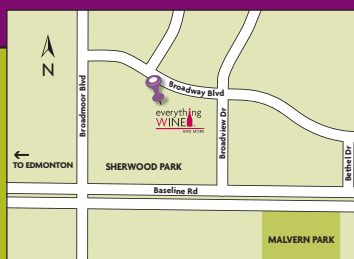 N
Broadmoor Blvd
Broadway Blvd
everything
WINE
AND MORE
Broadview Dr
Bethel Dr
TO EDMONTON
SHERWOOD PARK
Baseline Rd
MALVERN PARK